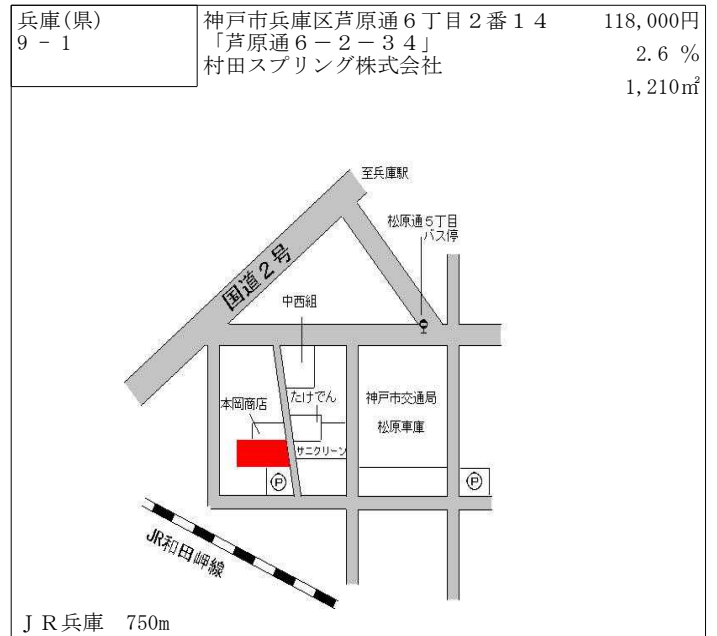 兵庫(県)
9 - 1
神戸市兵庫区芦原通６丁目２番１４
「芦原通６－２－３４」
村田スプリング株式会社
118,000円
2.6 %
1,210㎡
至兵庫駅
松原通5丁目
バス停
国道2号
中西組
本岡商店
たけでん
神戸市交通局
松原車庫
サニクリーン
P
P
JR和田岬線
ＪＲ兵庫 750m